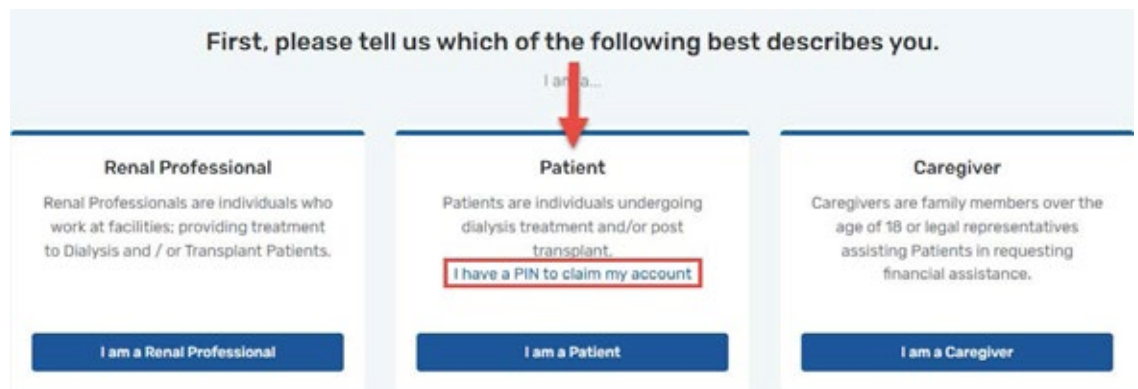 First, please tell us which of the following best describes you.
I am a...
Renal Professional
Renal Professionals are individuals who
work at facilities; providing treatment
to Dialysis and / or Transplant Patients.
I am a Renal Professional
Patient
Patients are individuals undergoing
dialysis treatment and/or post
transplant.
I have a PIN to claim my account
I am a Patient
Caregiver
Caregivers are family members over the
age of 18 or legal representatives
assisting Patients in requesting
financial assistance.
I am a Caregiver